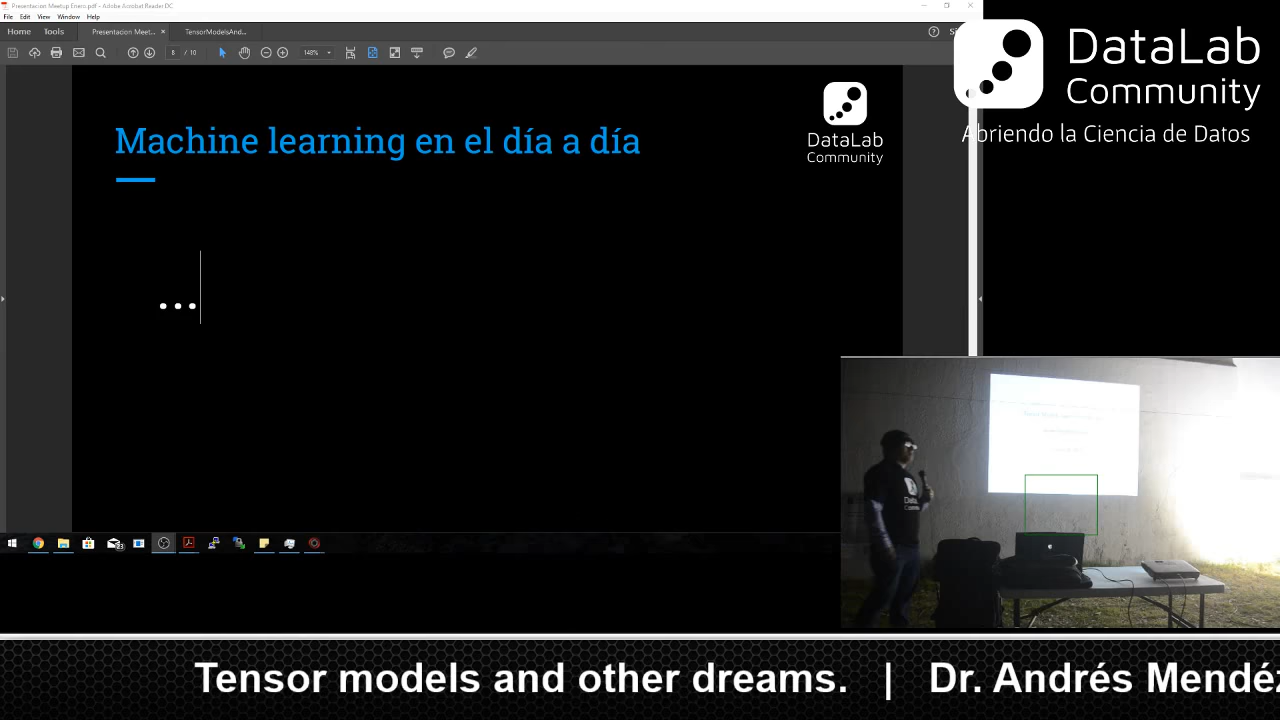 Presentacion Meetup Enero.pdf - Adobe Acrobat Reader DC
File Edit View Window Help
Home Tools Presentacion Meet... × TensorModelsAnd...
8 / 10 148%
Machine learning en el día a día
DataLab
Community
...
DataLab
Community
Abriendo la Ciencia de Datos
Tensor models and other dreams. | Dr. Andrés Mendéz